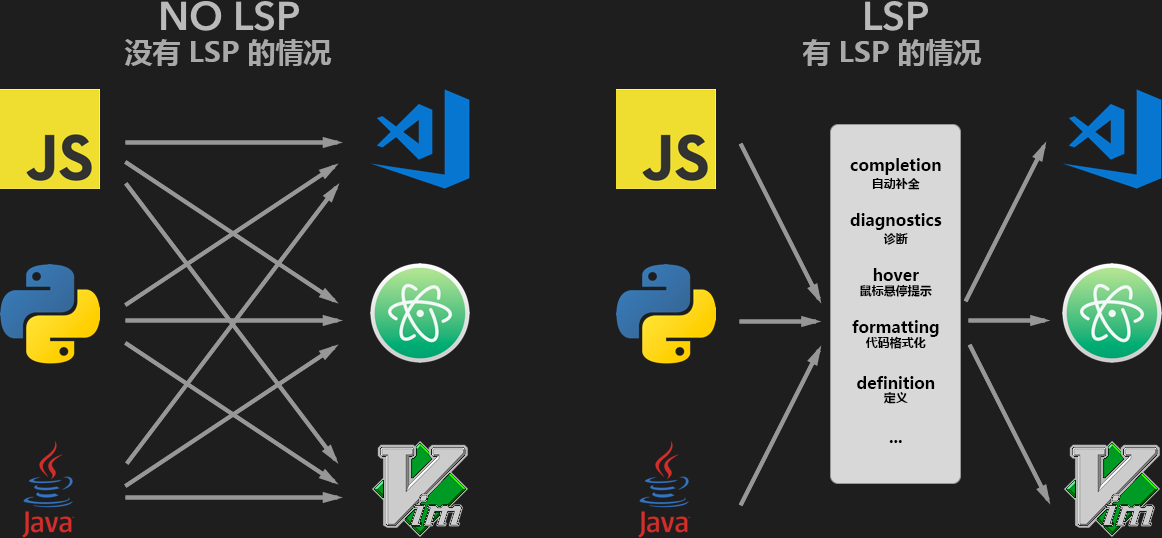 NO LSP
没有 LSP 的情况
JS
Java
Vim
LSP
有 LSP 的情况
JS
Java
completion
自动补全
diagnostics
诊断
hover
鼠标悬停提示
formatting
代码格式化
definition
定义
...
Vim